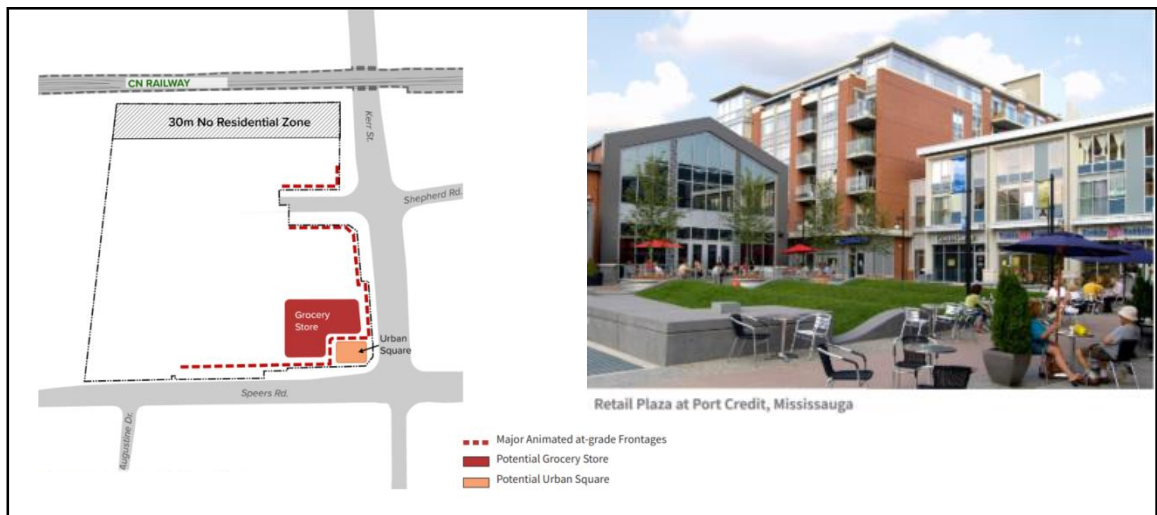 CN RAILWAY
30m No Residential Zone
Kerr St.
Shepherd Rd.
Grocery
Store
Urban
Square
Speers Rd.
Augustine Dr.
Retail Plaza at Port Credit, Mississauga
Major Animated at-grade Frontages
Potential Grocery Store
Potential Urban Square